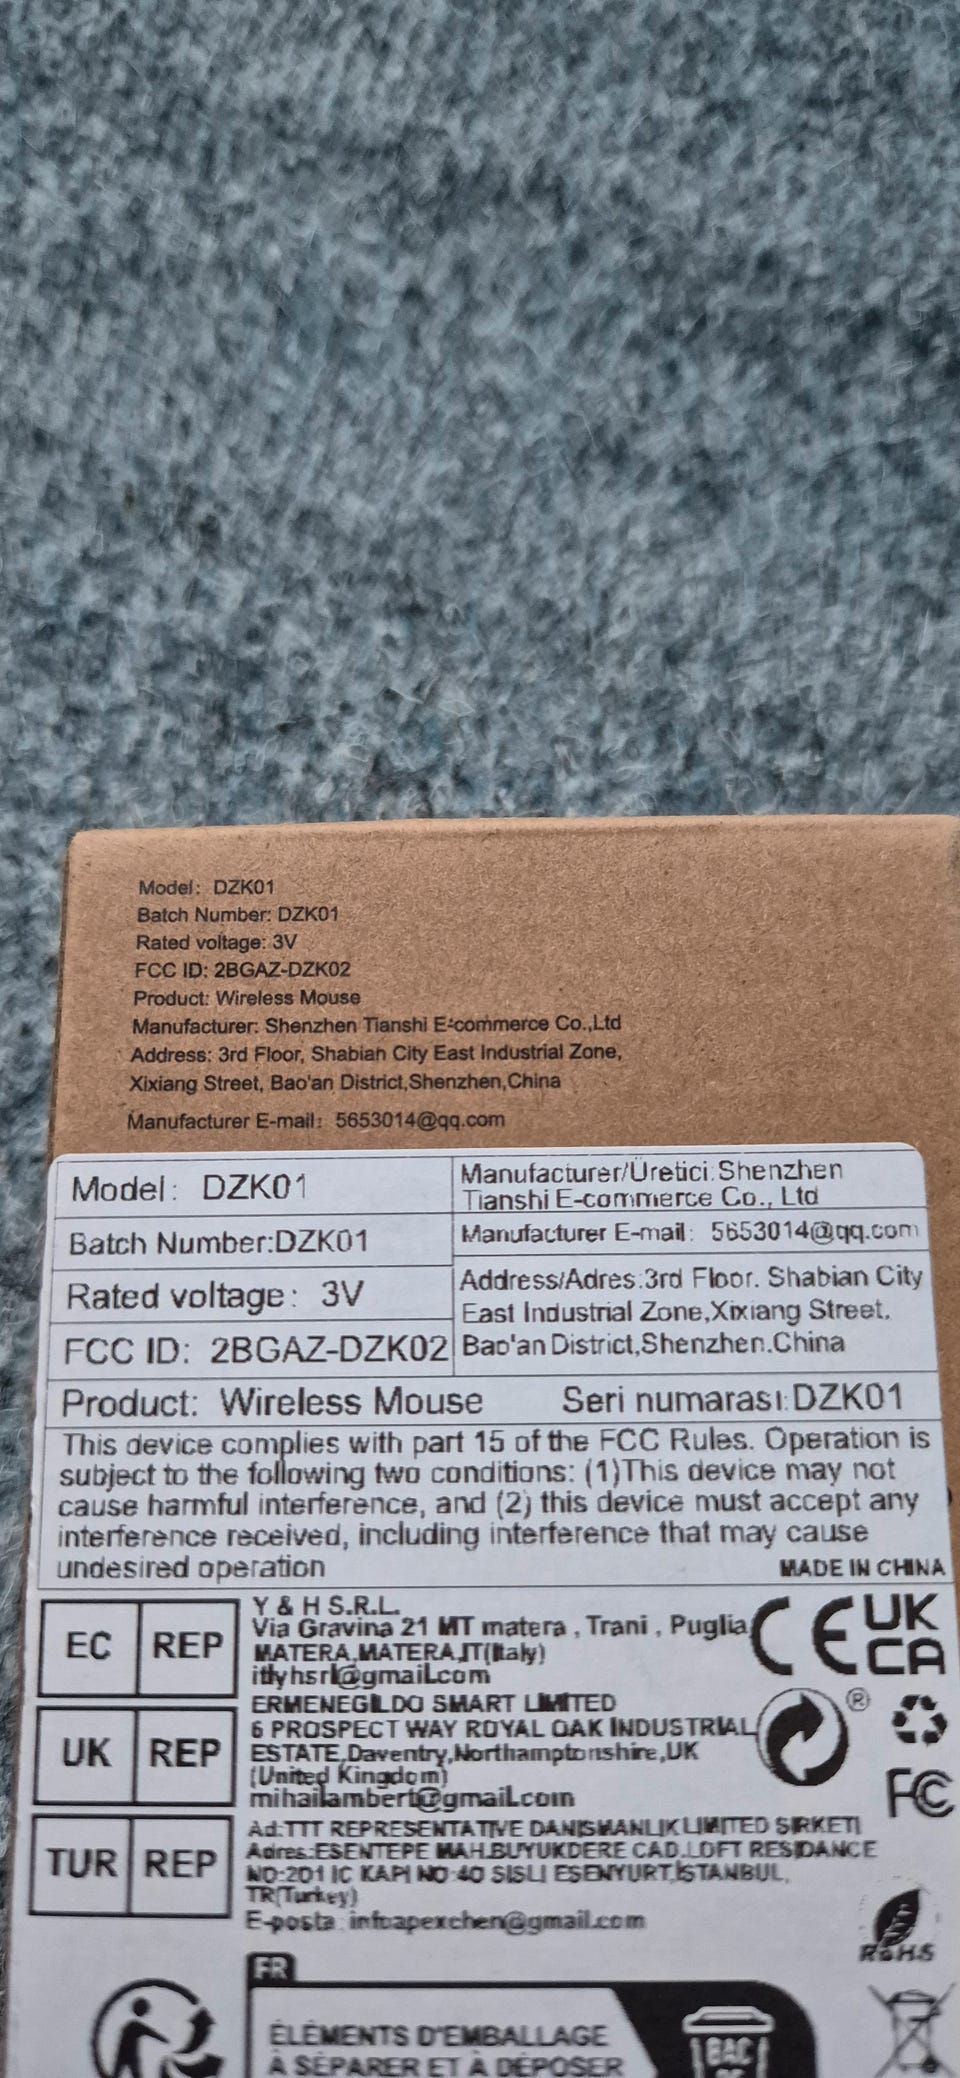 Model: DZK01
Batch Number: DZK01
Rated voltage: 3V
FCC ID: 2BGAZ-DZK02
Product: Wireless Mouse
Manufacturer: Shenzhen Tianshi E-commerce Co.,Ltd
Address: 3rd Floor, Shabian City East Industrial Zone,
Xixiang Street, Bao'an District,Shenzhen,China
Manufacturer E-mail: 5653014@qq.com
Model: DZK01
Batch Number:DZK01
Rated voltage: 3V
FCC ID: 2BGAZ-DZK02
Manufacturer/Üretici:Shenzhen
Tianshi E-commerce Co., Ltd
Manufacturer E-mail: 5653014@qq.com
Address/Adres:3rd Floor. Shabian City
East Industrial Zone,Xixiang Street.
Bao'an District,Shenzhen.China
Product: Wireless Mouse Seri numarası:DZK01
This device complies with part 15 of the FCC Rules. Operation is
subject to the following two conditions: (1)This device may not
cause harmful interference, and (2) this device must accept any
interference received, including interference that may cause
undesired operation MADE IN CHINA
EC REP
Y & H S.R.L.
Via Gravina 21 MT matera , Trani , Puglia
MATERA,MATERA,IT(Italy)
itlyhsrl@gmail.com
CE UK
CA
UK REP
ERMENEGILDO SMART LIMITED
6 PROSPECT WAY ROYAL OAK INDUSTRIAL
ESTATE,Daventry,Northamptonshire,UK
(United Kingdom)
mihailambert@gmail.com
®
FC
TUR REP
Ad:TTT REPRESENTATIVE DANISMANLIK LIMITED SIRKETI
Adres:ESENTEPE MAH.BUYUKDERE CAD.LOFT RESIDANCE
NO:201 IC KAPI NO:40 SISLI ESENYURT,İSTANBUL,
TR(Turkey)
E-posta:infoapexchen@gmail.com
RoHS
FR
ÉLÉMENTS D'EMBALLAGE
À SÉPARER ET À DÉPOSER
BAC